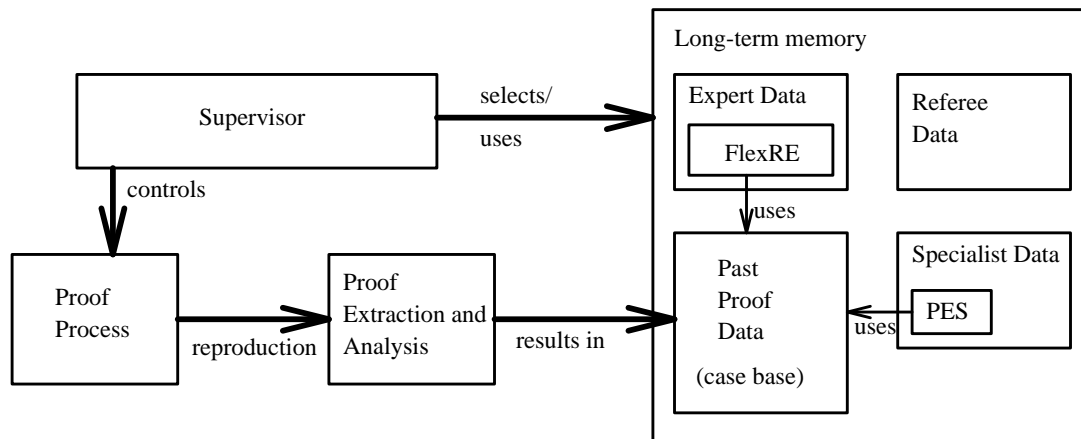 Long-term memory
Supervisor
selects/
uses
Expert Data
FlexRE
Referee
Data
controls
uses
Proof
Process
reproduction
Proof
Extraction and
Analysis
results in
Past
Proof
Data
(case base)
Specialist Data
PES
uses